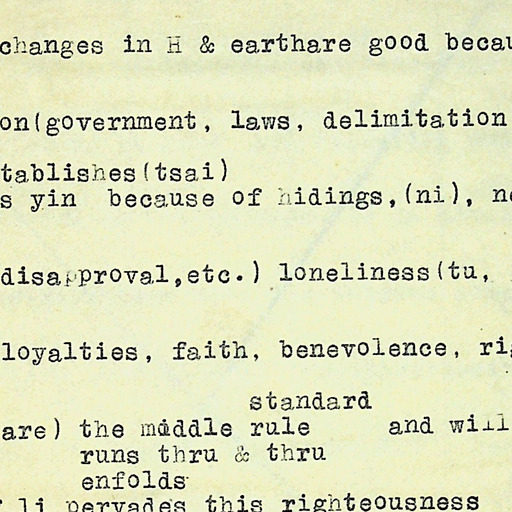 changes in H & earthare good becau
on(government, laws, delimitation
tablishes(tsai)
s yin  because of hidings,(ni), ne
disapproval,etc.) loneliness(tu,
loyalties, faith, benevolence, rig
standard
are) the middle rule     and will
runs thru & thru
enfolds
li pervades this righteousness